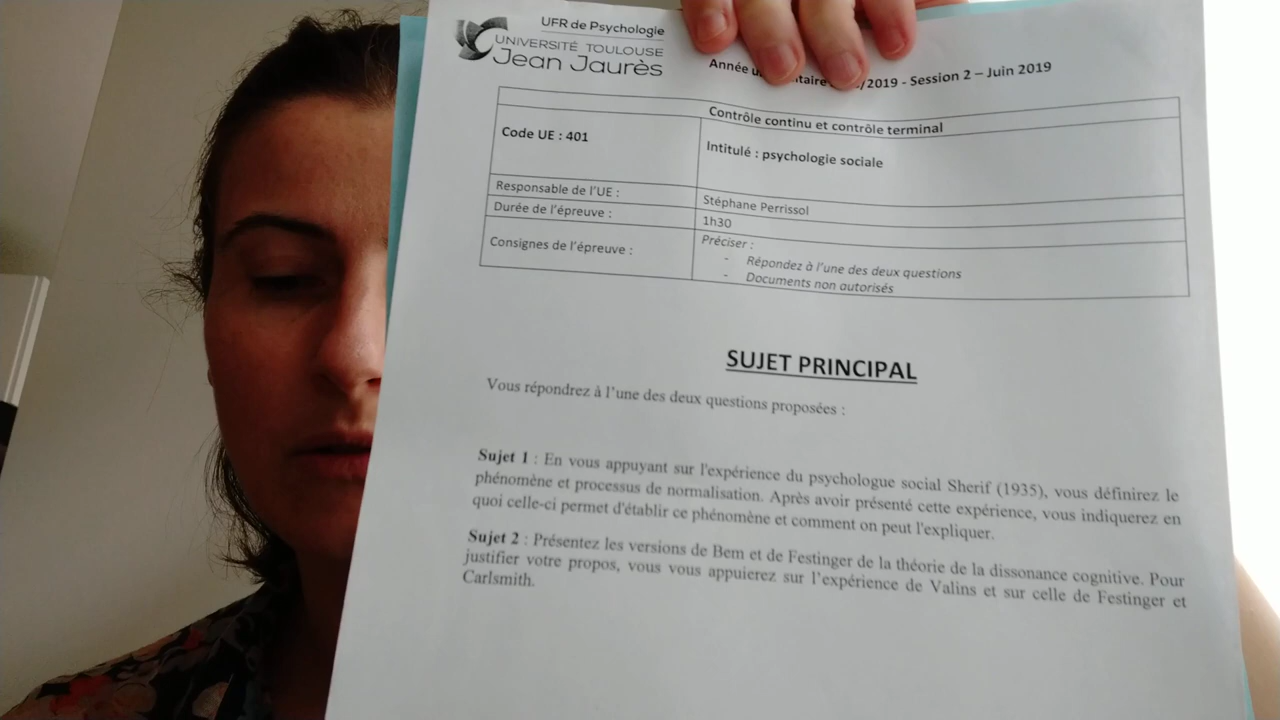 UFR de Psychologie
UNIVERSITÉ TOULOUSE
Jean Jaurès
Année /2019 - Session 2 – Juin 2019
Contrôle continu et contrôle terminal
Code UE : 401
Intitulé : psychologie sociale
Responsable de l'UE :
Stéphane Perrissol
Durée de l'épreuve :
1h30
Consignes de l'épreuve :
Préciser :
- Répondez à l'une des deux questions
- Documents non autorisés
SUJET PRINCIPAL
Vous répondrez à l'une des deux questions proposées :
Sujet 1 : En vous appuyant sur l'expérience du psychologue social Sherif (1935), vous définirez le
phénomène et processus de normalisation. Après avoir présenté cette expérience, vous indiquerez en
quoi celle-ci permet d'établir ce phénomène et comment on peut l'expliquer.
Sujet 2 : Présentez les versions de Bem et de Festinger de la théorie de la dissonance cognitive. Pour
justifier votre propos, vous vous appuierez sur l'expérience de Valins et sur celle de Festinger et
Carlsmith.